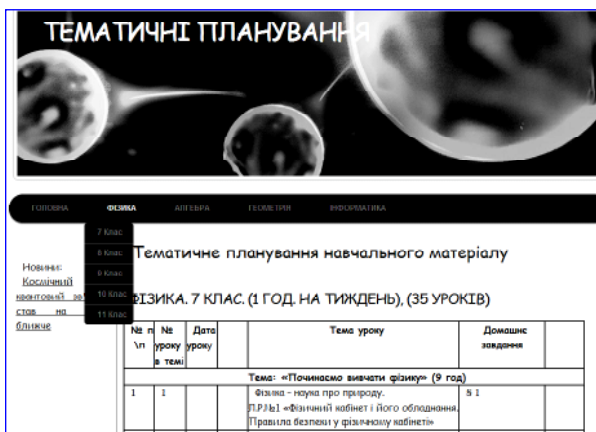 ТЕМАТИЧНІ ПЛАНУВАННЯ
ГОЛОВНА ФІЗИКА АЛГЕБРА ГЕОМЕТРІЯ ІНФОРМАТИКА
7 Клас
8 Клас
9 Клас
10 Клас
11 Клас
Новини:
Космічний
квантовий
став на
ближче
Тематичне планування навчального матеріалу
ФІЗИКА. 7 КЛАС. (1 ГОД. НА ТИЖДЕНЬ), (35 УРОКІВ)
№ п № Дата Тема уроку Домашнє
\п уроку уроку завдання
в темі
Тема: «Починаємо вивчати фізику» (9 год)
1 1 Фізика – наука про природу. § 1
Л.Р.№1 «Фізичний кабінет і його обладнання.
Правила безпеки у фізичному кабінеті»